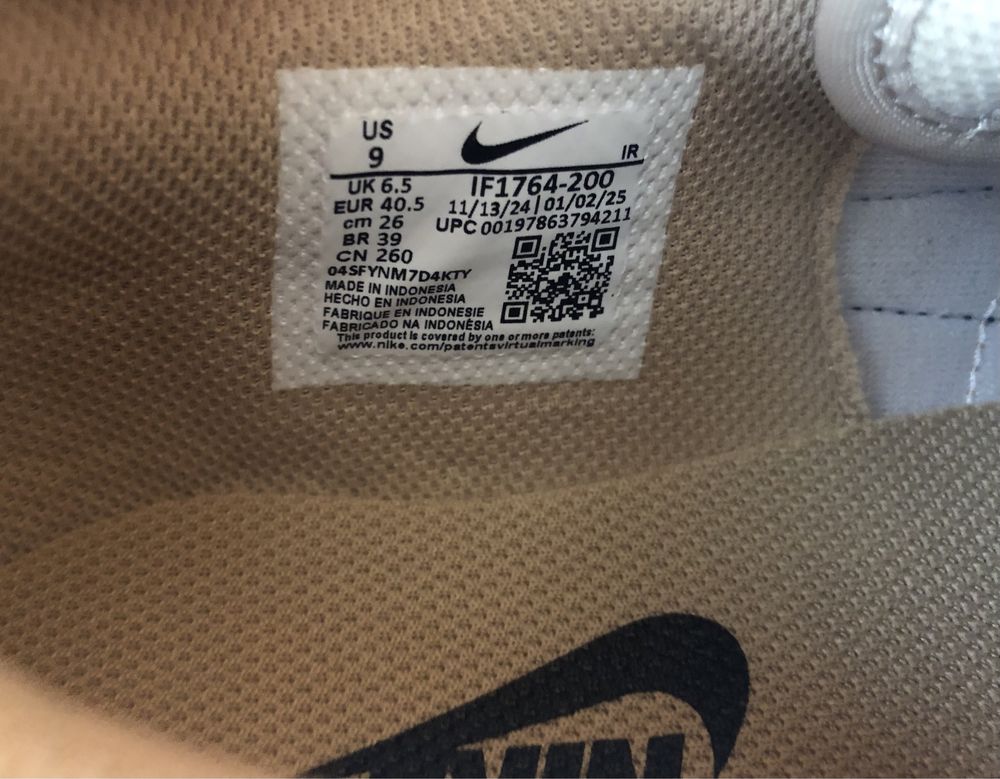 US
9
IR
UK 6.5
EUR 40.5
cm 26
BR 39
CN 260
IF1764-200
11/13/24|01/02/25
UPC 00197863794211
04SFYNM7D4KTY
MADE IN INDONESIA
HECHO EN INDONESIA
FABRIQUE EN INDONESIE
FABRICADO NA INDONÉSIA
This product is covered by one or more patents:
www.nike.com/patentsvirtualmarking